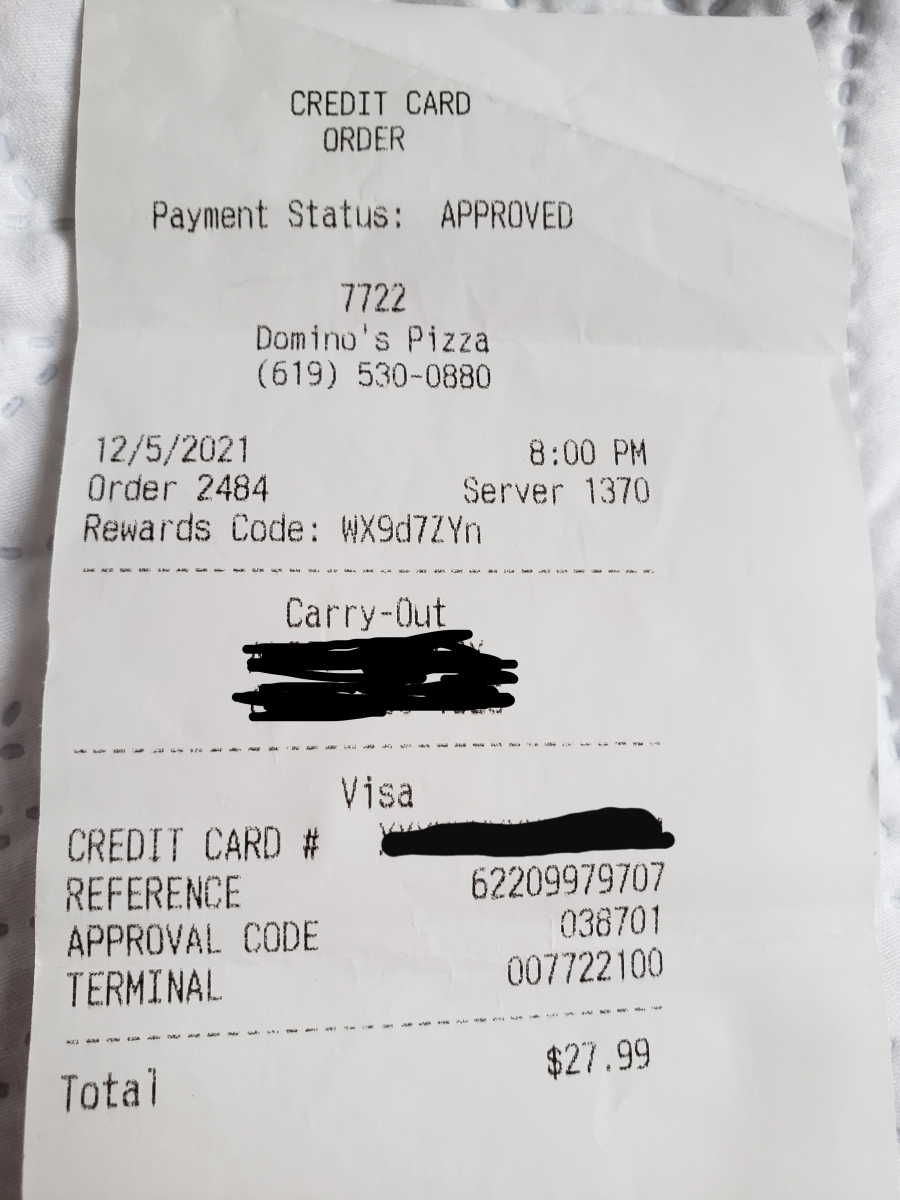 CREDIT CARD
ORDER
Payment Status: APPROVED
7722
Domino's Pizza
(619) 530-0880
12/5/2021 8:00 PM
Order 2484 Server 1370
Rewards Code: WX9d7ZYn
Carry-Out
Visa
CREDIT CARD #
REFERENCE 62209979707
APPROVAL CODE 038701
TERMINAL 007722100
Total $27.99